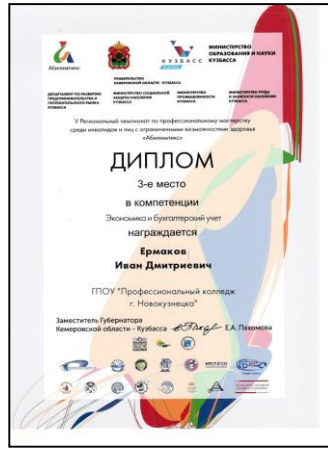 Абилимпикс
КУЗБАСС
МИНИСТЕРСТВО
ОБРАЗОВАНИЯ И НАУКИ
КУЗБАССА
ПРАВИТЕЛЬСТВО
КЕМЕРОВСКОЙ ОБЛАСТИ - КУЗБАССА
ДЕПАРТАМЕНТ ПО РАЗВИТИЮ
ПРЕДПРИНИМАТЕЛЬСТВА И
ПОТРЕБИТЕЛЬСКОГО РЫНКА
КУЗБАССА
МИНИСТЕРСТВО СОЦИАЛЬНОЙ
ЗАЩИТЫ НАСЕЛЕНИЯ
КУЗБАССА
МИНИСТЕРСТВО
ПРОМЫШЛЕННОСТИ
КУЗБАССА
МИНИСТЕРСТВО ТРУДА
И ЗАНЯТОСТИ НАСЕЛЕНИЯ
КУЗБАССА
V Региональный чемпионат по профессиональному мастерству
среди инвалидов и лиц с ограниченными возможностями здоровья
«Абилимпикс»
ДИПЛОМ
3-е место
в компетенции
Экономика и бухгалтерский учет
награждается
Ермаков
Иван Дмитриевич
ГПОУ "Профессиональный колледж
г. Новокузнецка"
Заместитель Губернатора
Кемеровской области - Кузбасса Е.А. Пахомова